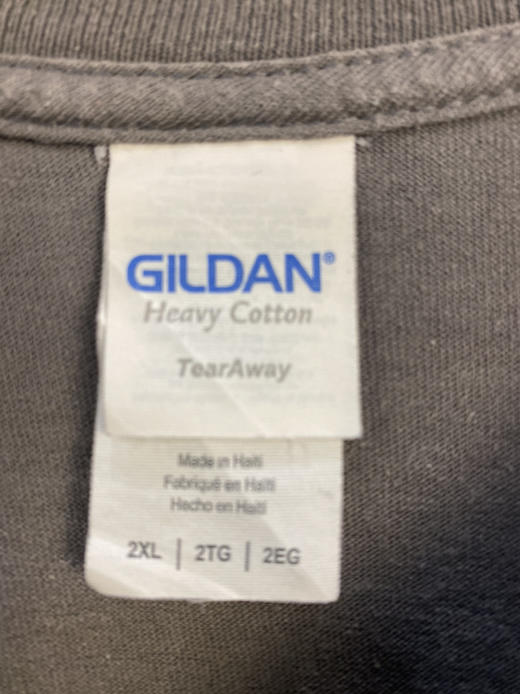 GILDAN®
Heavy Cotton
TearAway
Made in Haiti
Fabriqué en Haïti
Hecho en Haití
2XL | 2TG | 2EG